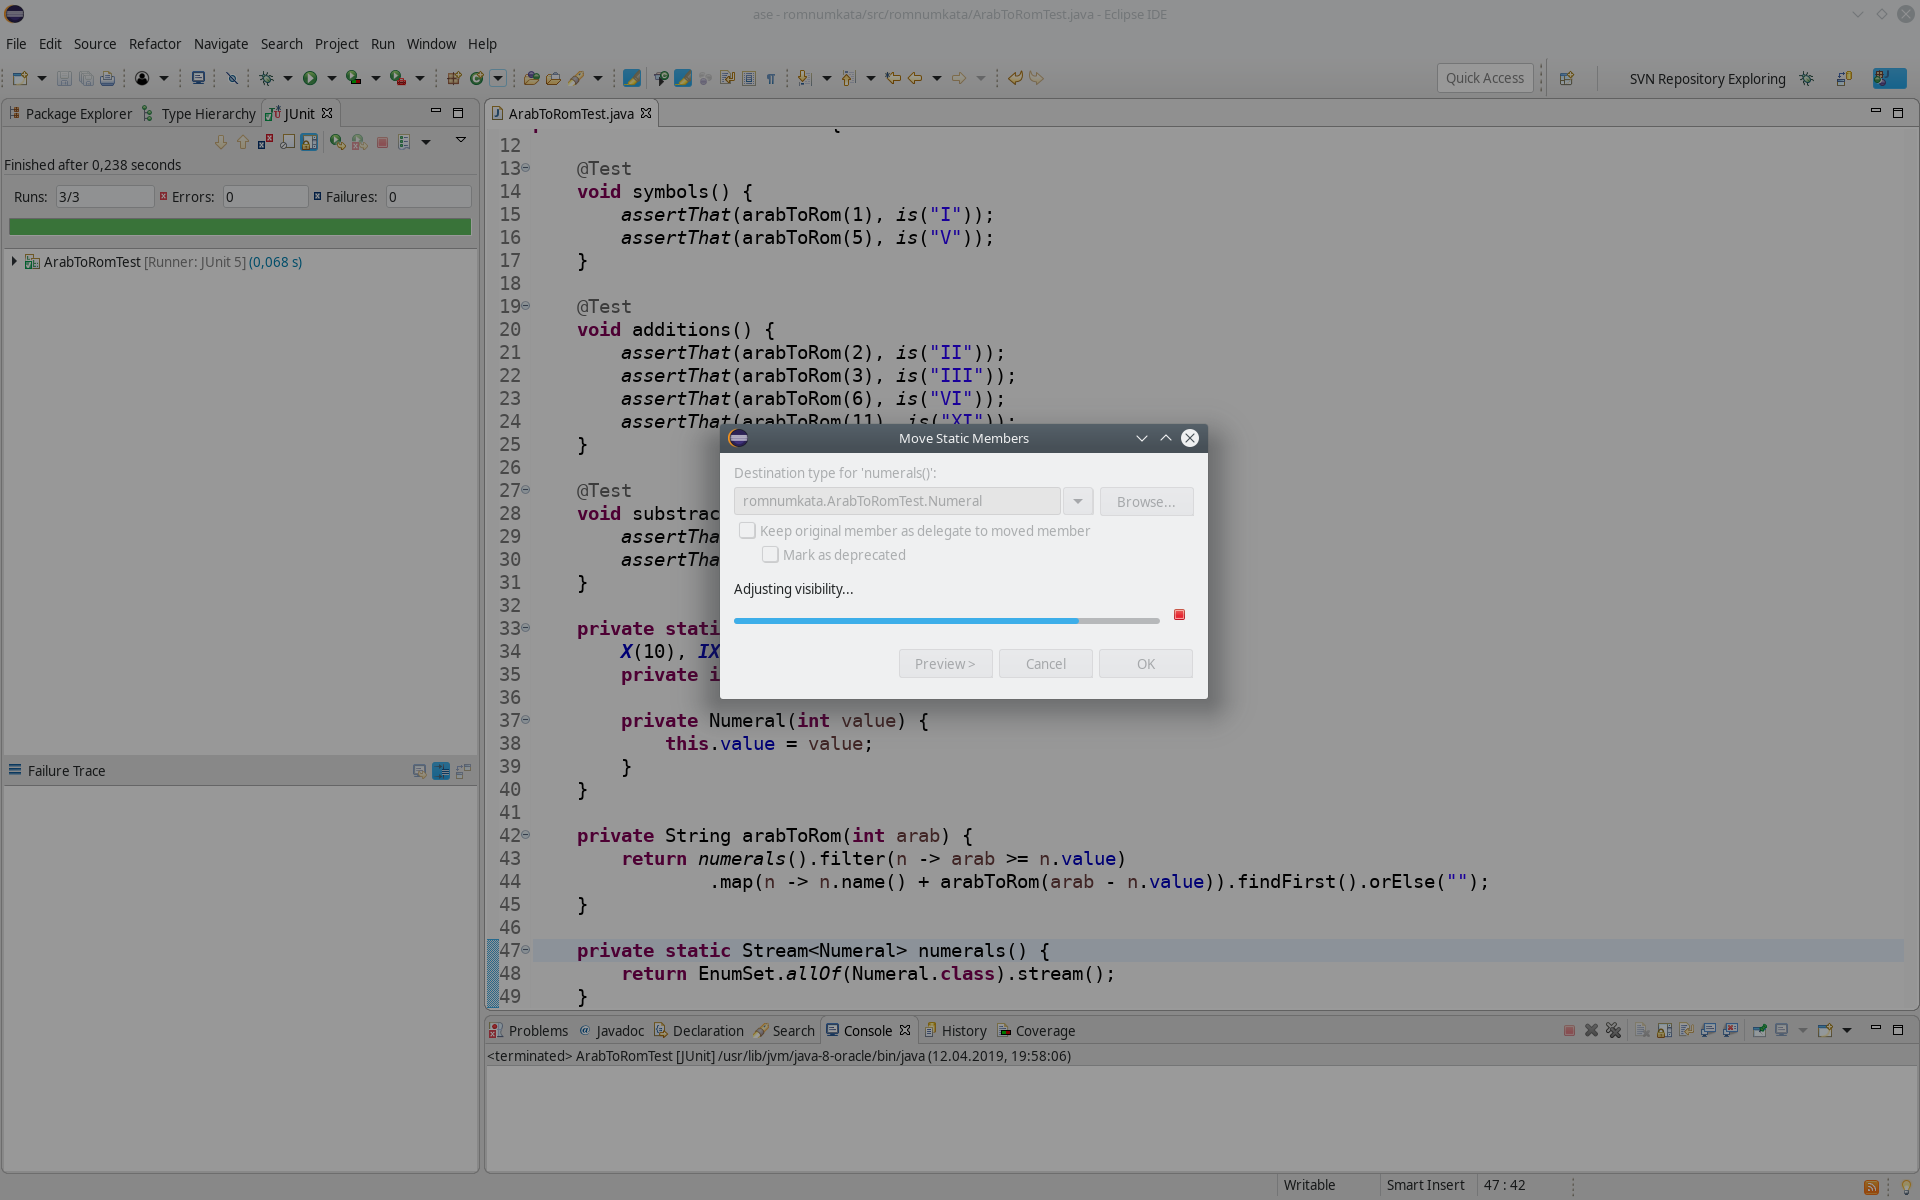 ase - romnumkata/src/romnumkata/ArabToRomTest.java - Eclipse IDE
File Edit Source Refactor Navigate Search Project Run Window Help
Quick Access SVN Repository Exploring
Package Explorer Type Hierarchy JUnit
Finished after 0,238 seconds
Runs: 3/3 Errors: 0 Failures: 0
ArabToRomTest [Runner: JUnit 5] (0,068 s)
Failure Trace
ArabToRomTest.java
{
12
13 @Test
14 void symbols() {
15 assertThat(arabToRom(1), is("I"));
16 assertThat(arabToRom(5), is("V"));
17 }
18
19 @Test
20 void additions() {
21 assertThat(arabToRom(2), is("II"));
22 assertThat(arabToRom(3), is("III"));
23 assertThat(arabToRom(6), is("VI"));
24 assertThat(arabToRom(11), is("XI"));
25 }
26
27 @Test
28 void substrac
29 assertTha
30 assertTha
31 }
32
33 private stati
34 X(10), IX
35 private i
36
37 private Numeral(int value) {
38 this.value = value;
39 }
40 }
41
42 private String arabToRom(int arab) {
43 return numerals().filter(n -> arab >= n.value)
44 .map(n -> n.name() + arabToRom(arab - n.value)).findFirst().orElse("");
45 }
46
47 private static Stream<Numeral> numerals() {
48 return EnumSet.allOf(Numeral.class).stream();
49 }
Move Static Members
Destination type for 'numerals()':
romnumkata.ArabToRomTest.Numeral Browse...
Keep original member as delegate to moved member
Mark as deprecated
Adjusting visibility...
Preview > Cancel OK
Problems Javadoc Declaration Search Console History Coverage
<terminated> ArabToRomTest [JUnit] /usr/lib/jvm/java-8-oracle/bin/java (12.04.2019, 19:58:06)
Writable Smart Insert 47 : 42